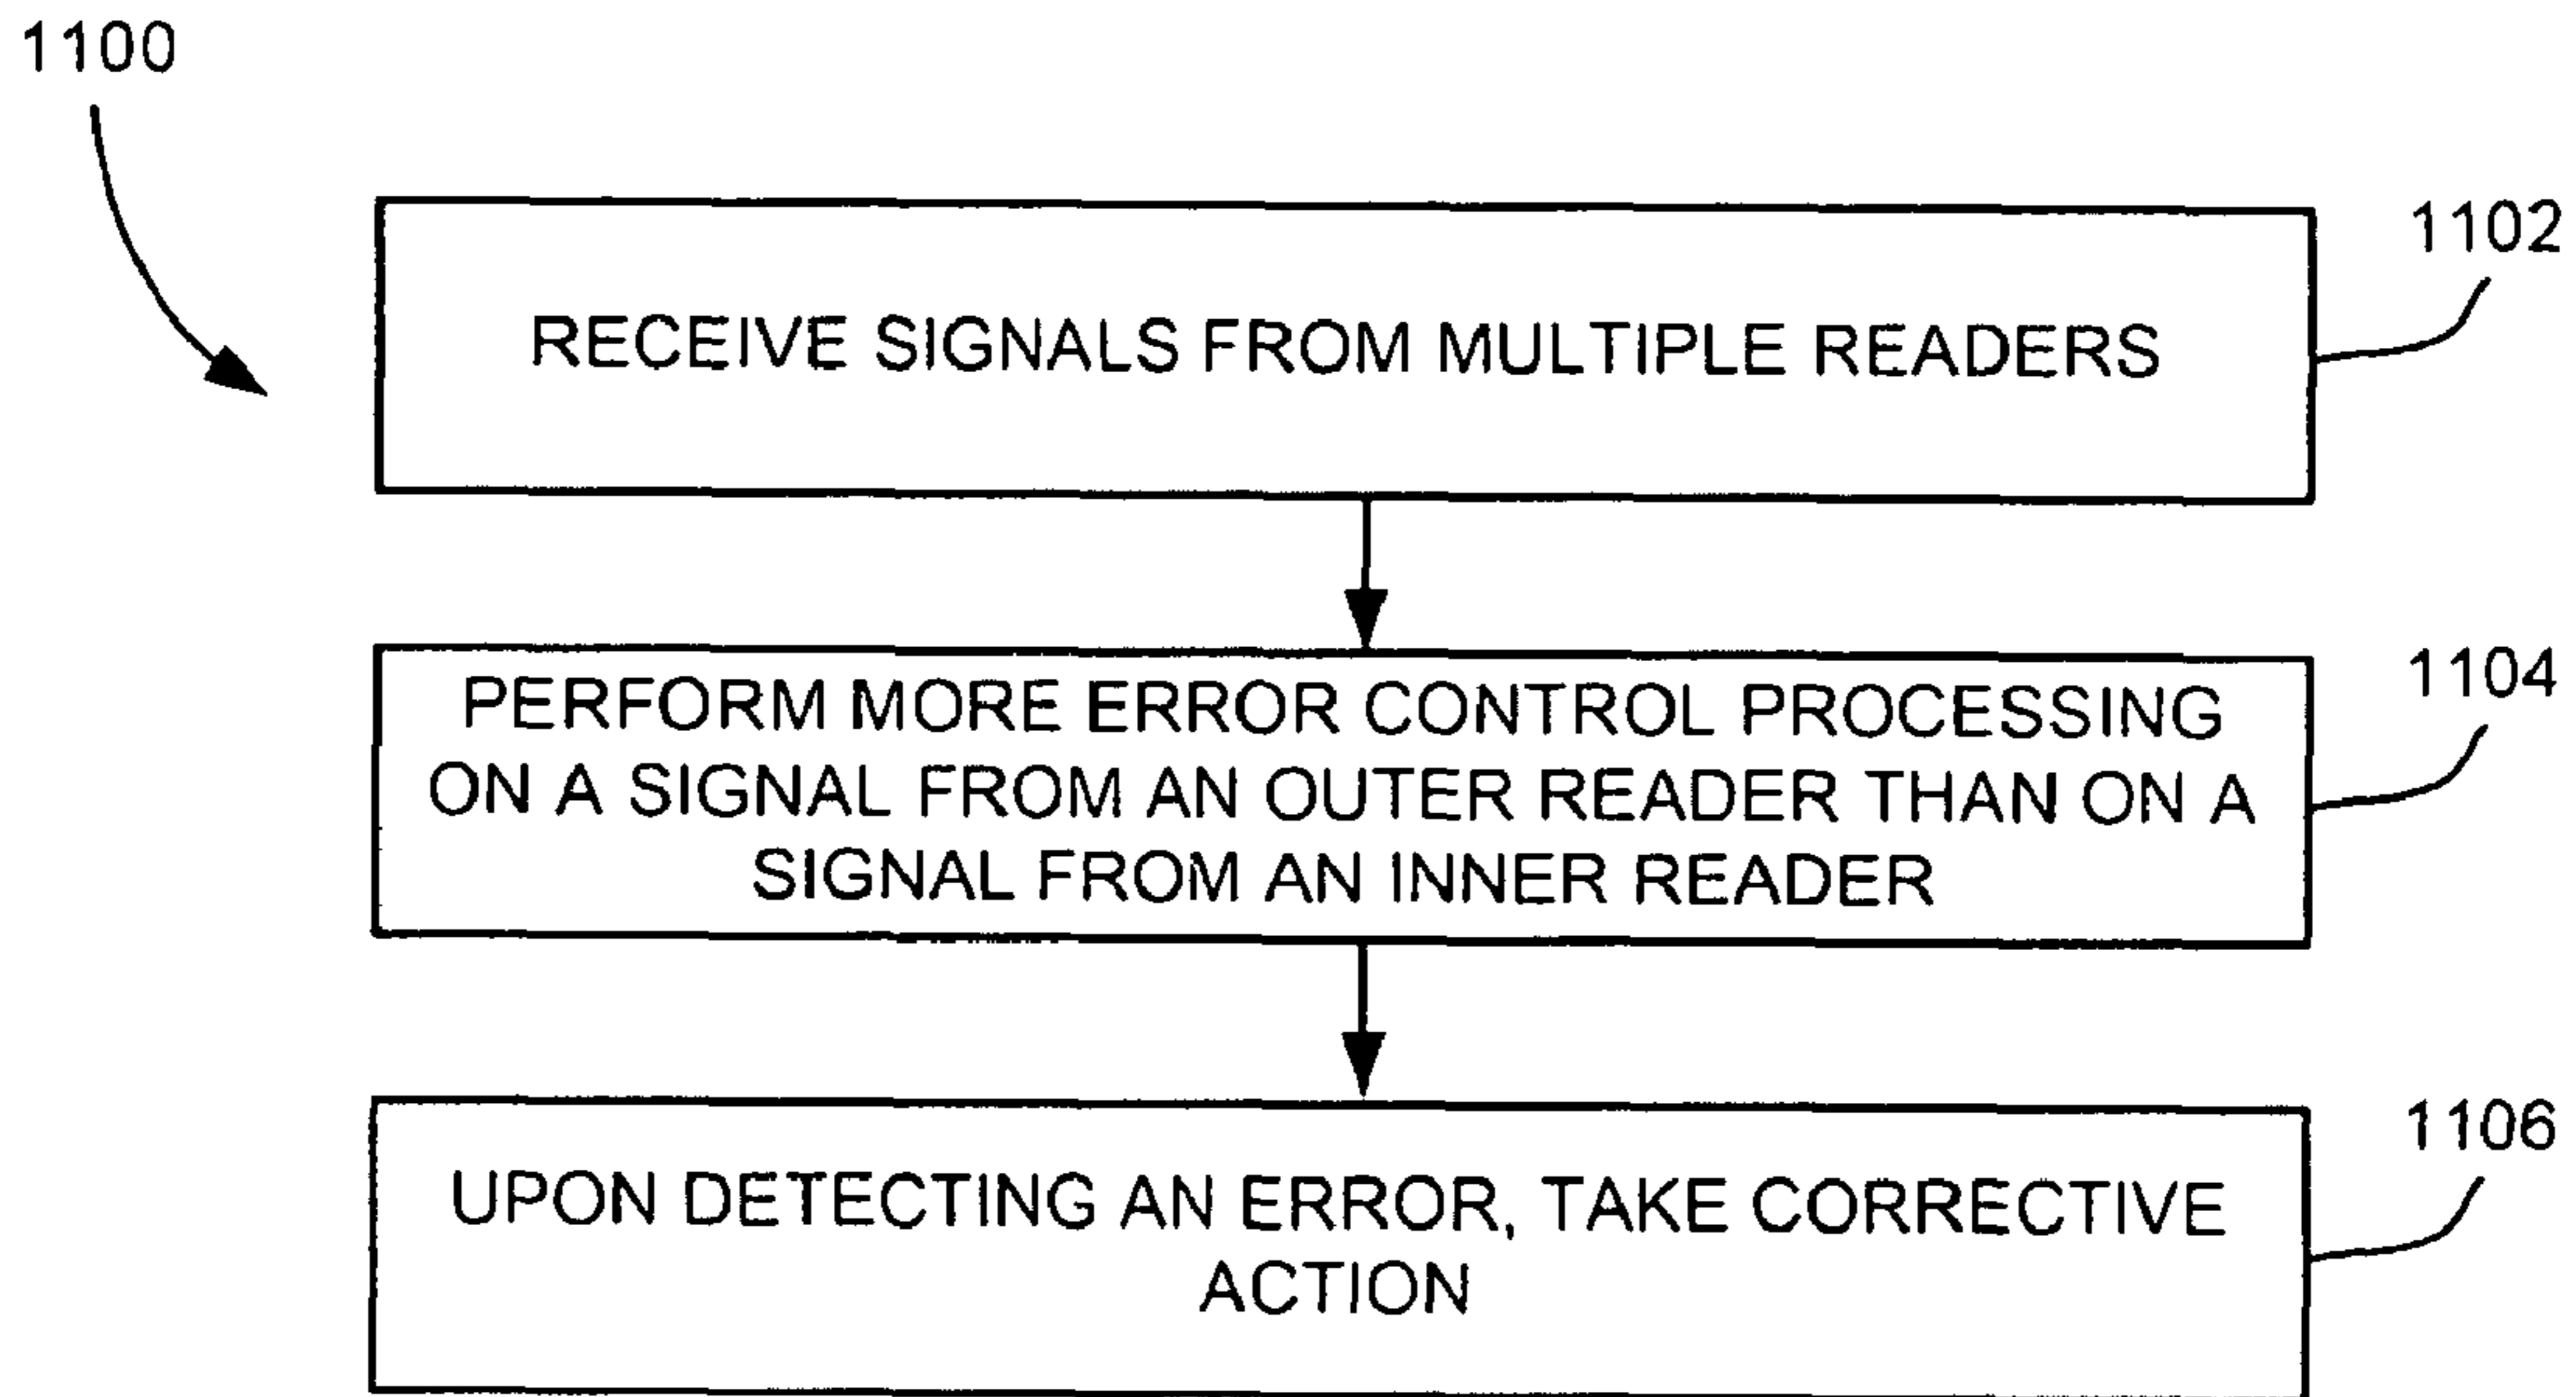 1100
RECEIVE SIGNALS FROM MULTIPLE READERS
1102
PERFORM MORE ERROR CONTROL PROCESSING
ON A SIGNAL FROM AN OUTER READER THAN ON A
SIGNAL FROM AN INNER READER
1104
UPON DETECTING AN ERROR, TAKE CORRECTIVE
ACTION
1106